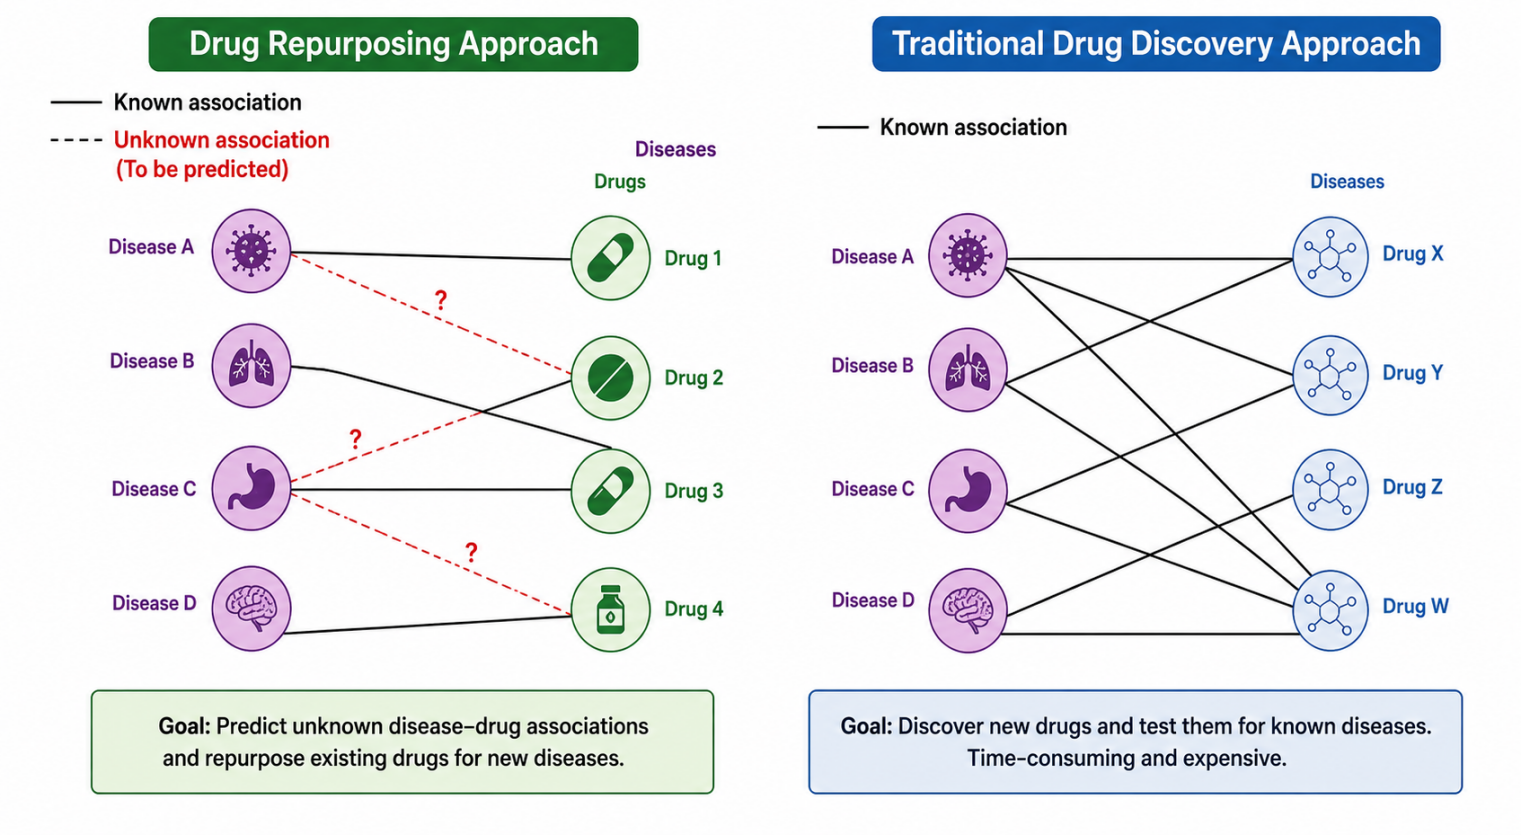 Drug Repurposing Approach
Known association
Unknown association
(To be predicted)
Diseases
Drugs
Disease A
Drug 1
?
Disease B
Drug 2
?
Disease C
Drug 3
?
Disease D
Drug 4
Goal: Predict unknown disease–drug associations
and repurpose existing drugs for new diseases.
Traditional Drug Discovery Approach
Known association
Diseases
Disease A
Drug X
Disease B
Drug Y
Disease C
Drug Z
Disease D
Drug W
Goal: Discover new drugs and test them for known diseases.
Time-consuming and expensive.